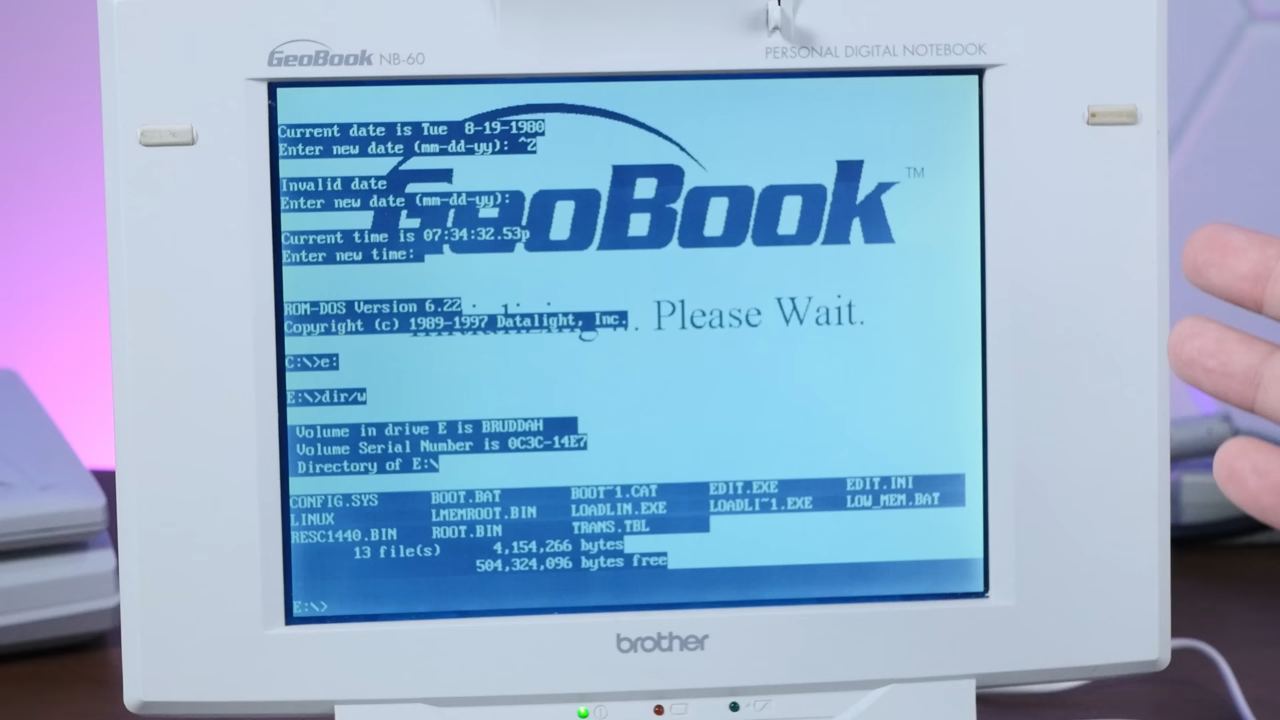 GeoBook NB-60
PERSONAL DIGITAL NOTEBOOK
GeoBook™
Please Wait.
Current date is Tue 8-19-1980
Enter new date (mm-dd-yy): ^Z
Invalid date
Enter new date (mm-dd-yy):
Current time is 07:34:32.53p
Enter new time:
ROM-DOS Version 6.22
Copyright (c) 1989-1997 Datalight, Inc.
C:\>e:
E:\>dir/w
Volume in drive E is BRUDDAH
Volume Serial Number is 0C3C-14E7
Directory of E:\
CONFIG.SYS BOOT.BAT BOOT~1.CAT EDIT.EXE EDIT.INI
LINUX LMEMROOT.BIN LOADLIN.EXE LOADLI~1.EXE LOW_MEM.BAT
RESC1440.BIN ROOT.BIN TRANS.TBL
13 file(s) 4,154,266 bytes
504,324,096 bytes free
E:\>
brother